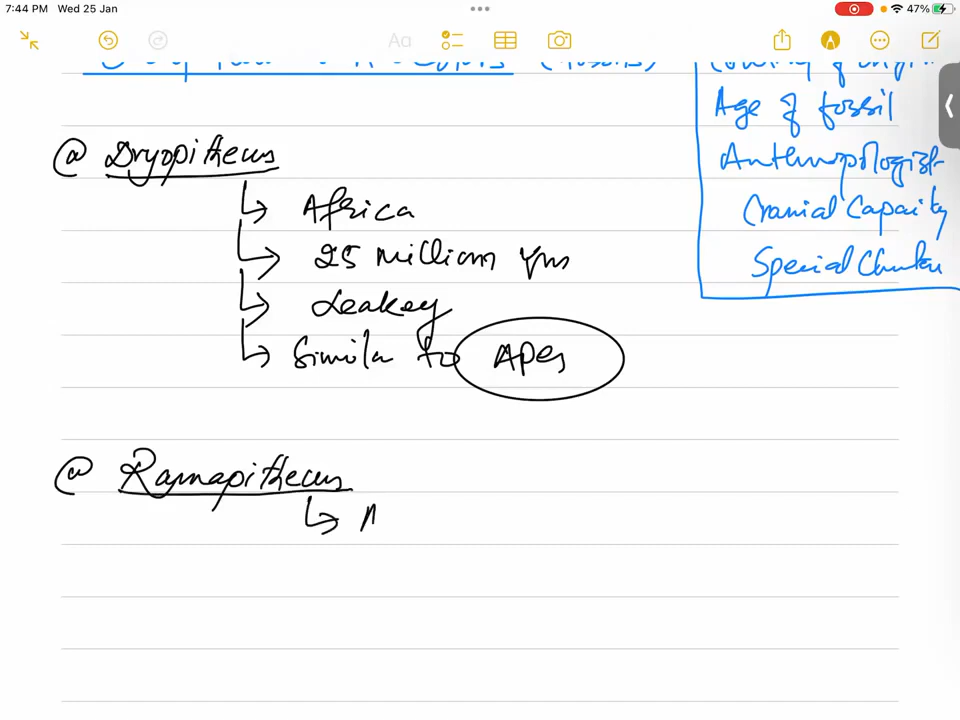 7:44 PM Wed 25 Jan
47%
Aa
Age of fossil
Anthropologist
Cranial Capacity
Special
@ Dryopithecus
↳ Africa
↳ 25 Million yrs
↳ Leakey
↳ Similar to Apes
@ Ramapithecus
↳ A